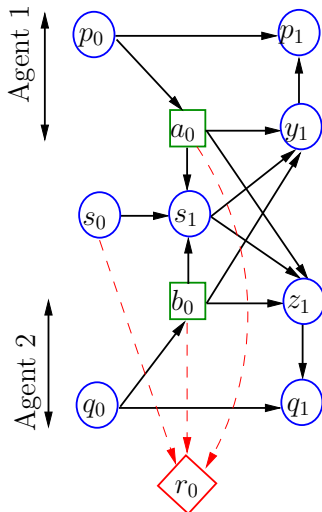 Agent 1
p₀
p₁
a₀
y₁
s₀
s₁
b₀
z₁
Agent 2
q₀
q₁
r₀